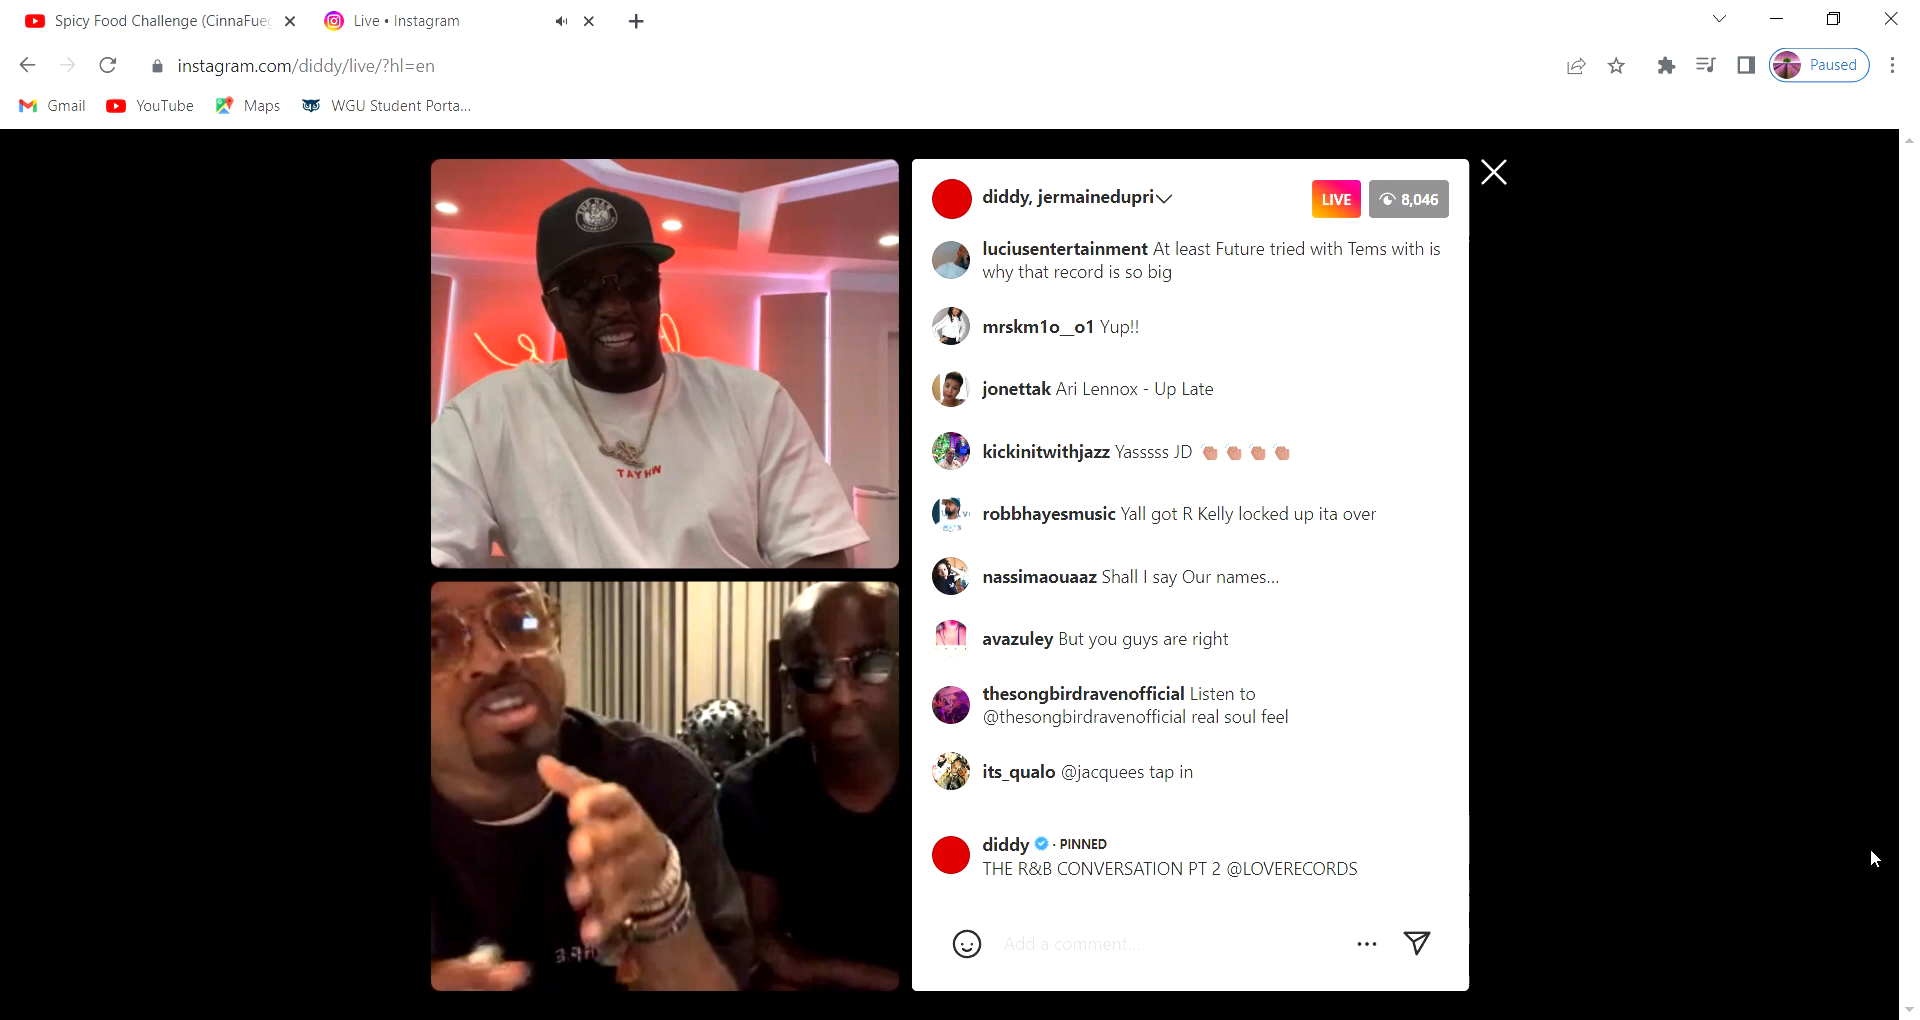 Spicy Food Challenge (CinnaFueg
Live • Instagram
instagram.com/diddy/live/?hl=en
Paused
Gmail
YouTube
Maps
WGU Student Porta...
TAYHW
diddy, jermainedupri
LIVE
8,046
luciusentertainment At least Future tried with Tems with is
why that record is so big
mrskm1o__o1 Yup!!
jonettak Ari Lennox - Up Late
kickinitwithjazz Yasssss JD 👏🏽 👏🏽 👏🏽 👏🏽
robbhayesmusic Yall got R Kelly locked up ita over
nassimaouaaz Shall I say Our names...
avazuley But you guys are right
thesongbirdravenofficial Listen to
@thesongbirdravenofficial real soul feel
its_qualo @jacquees tap in
diddy · PINNED
THE R&B CONVERSATION PT 2 @LOVERECORDS
Add a comment...